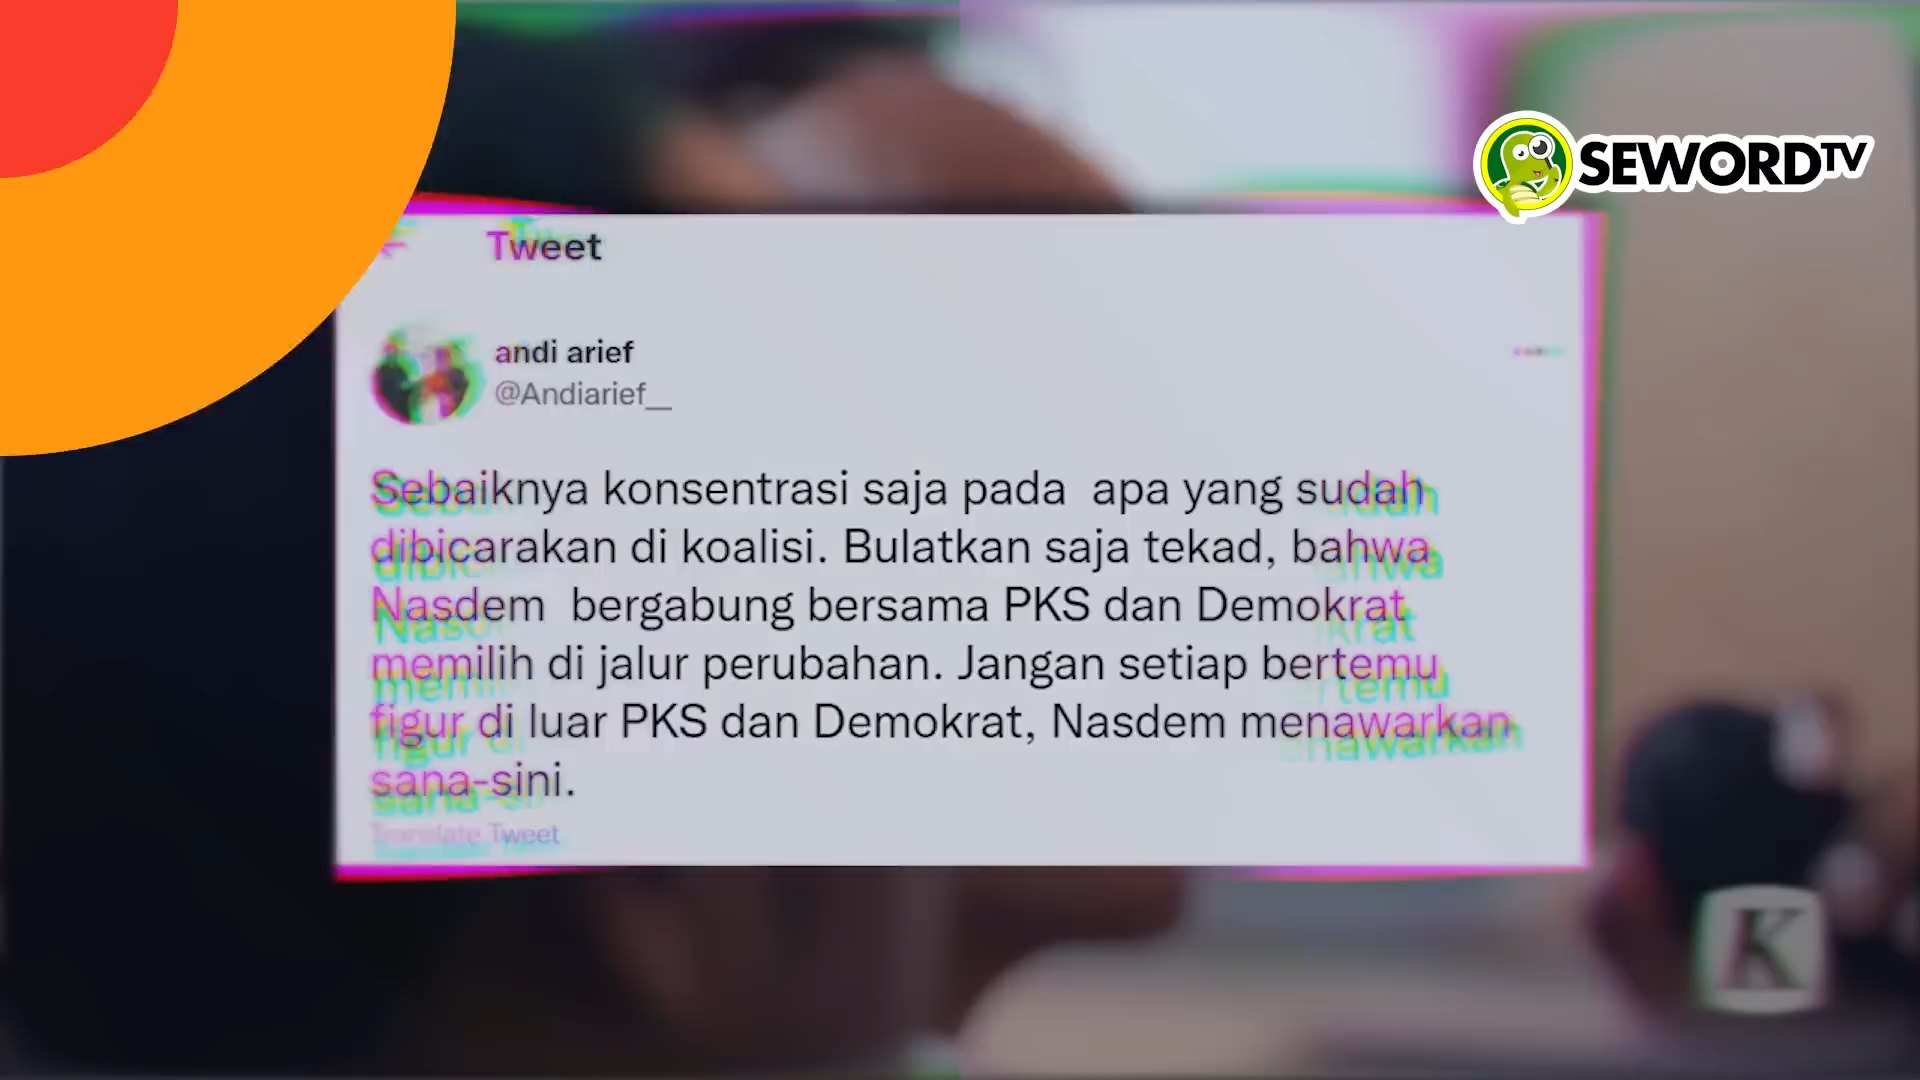 SEWORDTV
Tweet
andi arief
@Andiarief__
Sebaiknya konsentrasi saja pada apa yang sudah
dibicarakan di koalisi. Bulatkan saja tekad, bahwa
Nasdem bergabung bersama PKS dan Demokrat
memilih di jalur perubahan. Jangan setiap bertemu
figur di luar PKS dan Demokrat, Nasdem menawarkan
sana-sini.
Translate Tweet
K